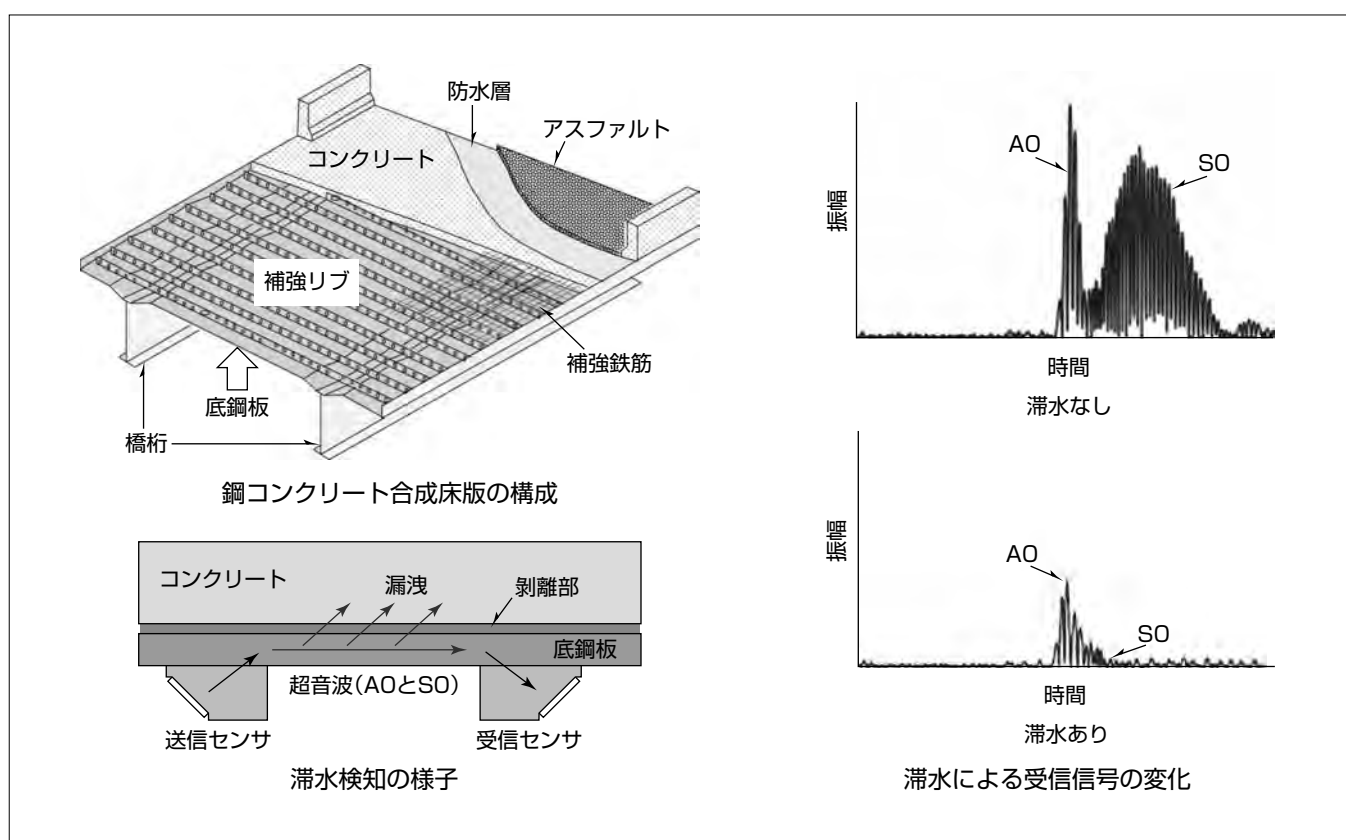 防水層
アスファルト
コンクリート
補強リブ
補強鉄筋
底鋼板
橋桁
鋼コンクリート合成床版の構成
コンクリート
漏洩
剝離部
底鋼板
超音波(A0とS0)
送信センサ
受信センサ
滞水検知の様子
振幅
A0
S0
時間
滞水なし
振幅
A0
S0
時間
滞水あり
滞水による受信信号の変化